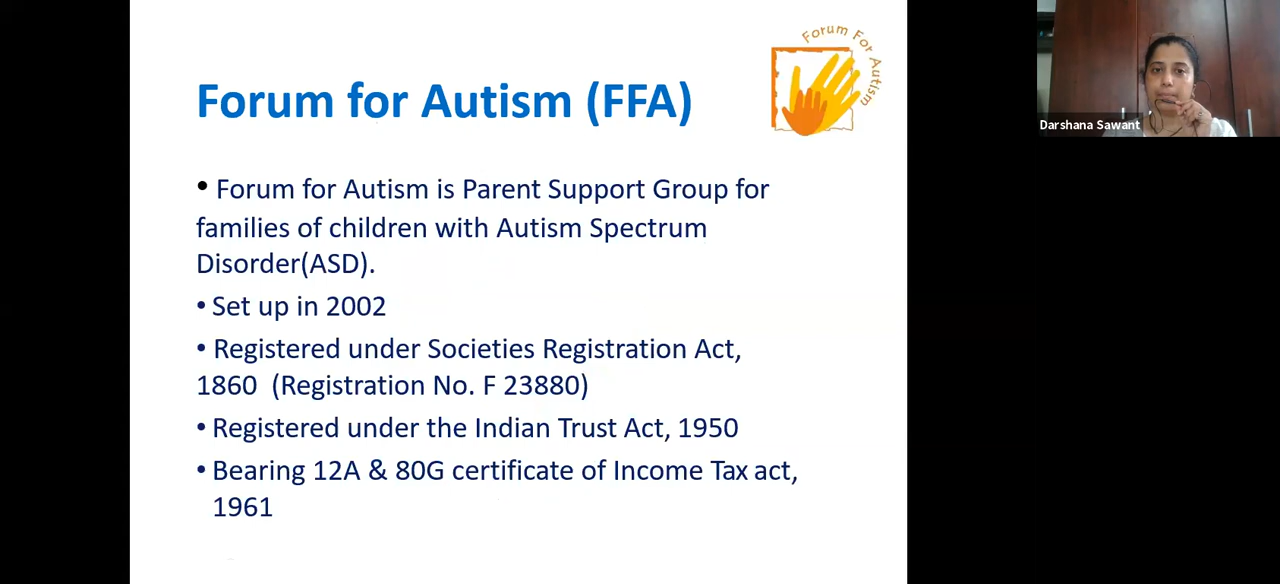 Forum For Autism
Forum for Autism (FFA)
• Forum for Autism is Parent Support Group for
families of children with Autism Spectrum
Disorder(ASD).
• Set up in 2002
• Registered under Societies Registration Act,
1860  (Registration No. F 23880)
• Registered under the Indian Trust Act, 1950
• Bearing 12A & 80G certificate of Income Tax act,
1961
Darshana Sawant